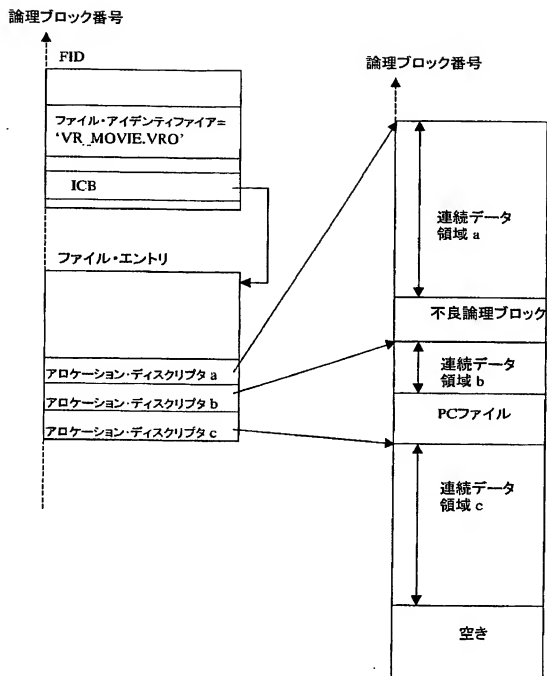 論理ブロック番号
FID
ファイル・アイデンティファイア=
‘VR_MOVIE.VRO’
ICB
ファイル・エントリ
アロケーション・ディスクリプタ a
アロケーション・ディスクリプタ b
アロケーション・ディスクリプタ c
論理ブロック番号
連続データ
領域 a
不良論理ブロック
連続データ
領域 b
PCファイル
連続データ
領域 c
空き